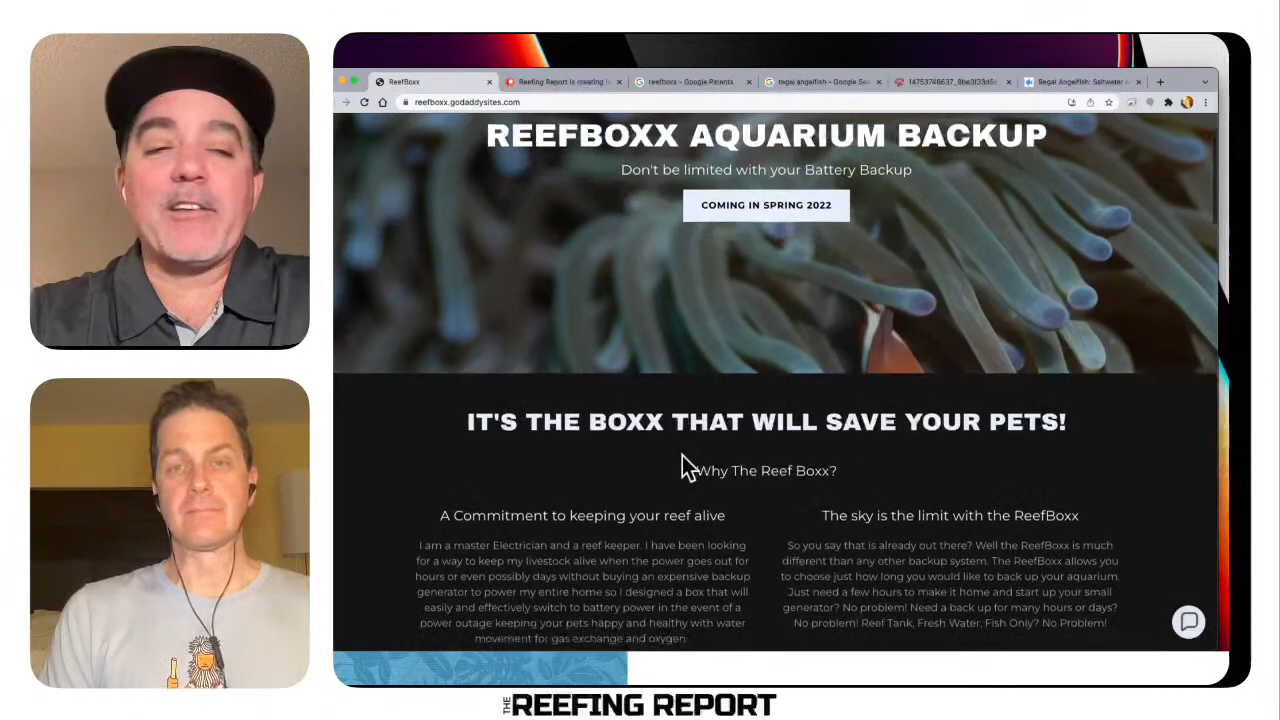 ReefBoxx
Reefing Report is creating
reefboxx - Google Patents
regal angelfish - Google Se
Regal Angelfish: Saltwater A
reefboxx.godaddysites.com
REEFBOXX AQUARIUM BACKUP
Don't be limited with your Battery Backup
COMING IN SPRING 2022
IT'S THE BOXX THAT WILL SAVE YOUR PETS!
Why The Reef Boxx?
A Commitment to keeping your reef alive
I am a master Electrician and a reef keeper. I have been looking
for a way to keep my livestock alive when the power goes out for
hours or even possibly days without buying an expensive backup
generator to power my entire home so I designed a box that will
easily and effectively switch to battery power in the event of a
power outage keeping your pets happy and healthy with water
movement for gas exchange and oxygen.
The sky is the limit with the ReefBoxx
So you say that is already out there? Well the ReefBoxx is much
different than any other backup system. The ReefBoxx allows you
to choose just how long you would like to back up your aquarium.
Just need a few hours to make it home and start up your small
generator? No problem! Need a back up for many hours or days?
No problem! Reef Tank, Fresh Water, Fish Only? No Problem!
THE REEFING REPORT